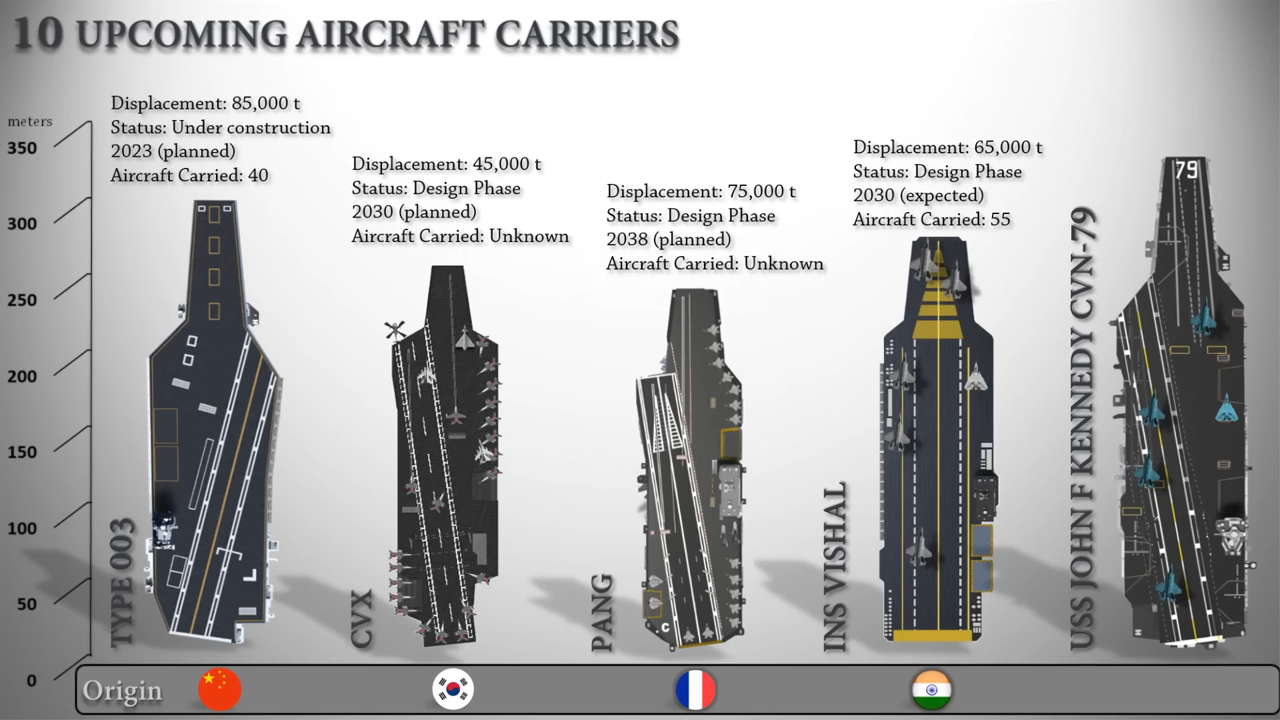 10 UPCOMING AIRCRAFT CARRIERS
meters
350
300
250
200
150
100
50
0
Displacement: 85,000 t
Status: Under construction
2023 (planned)
Aircraft Carried: 40
TYPE 003
Displacement: 45,000 t
Status: Design Phase
2030 (planned)
Aircraft Carried: Unknown
CVX
Displacement: 75,000 t
Status: Design Phase
2038 (planned)
Aircraft Carried: Unknown
PANG
C
Displacement: 65,000 t
Status: Design Phase
2030 (expected)
Aircraft Carried: 55
INS VISHAL
79
USS JOHN F KENNEDY CVN-79
Origin